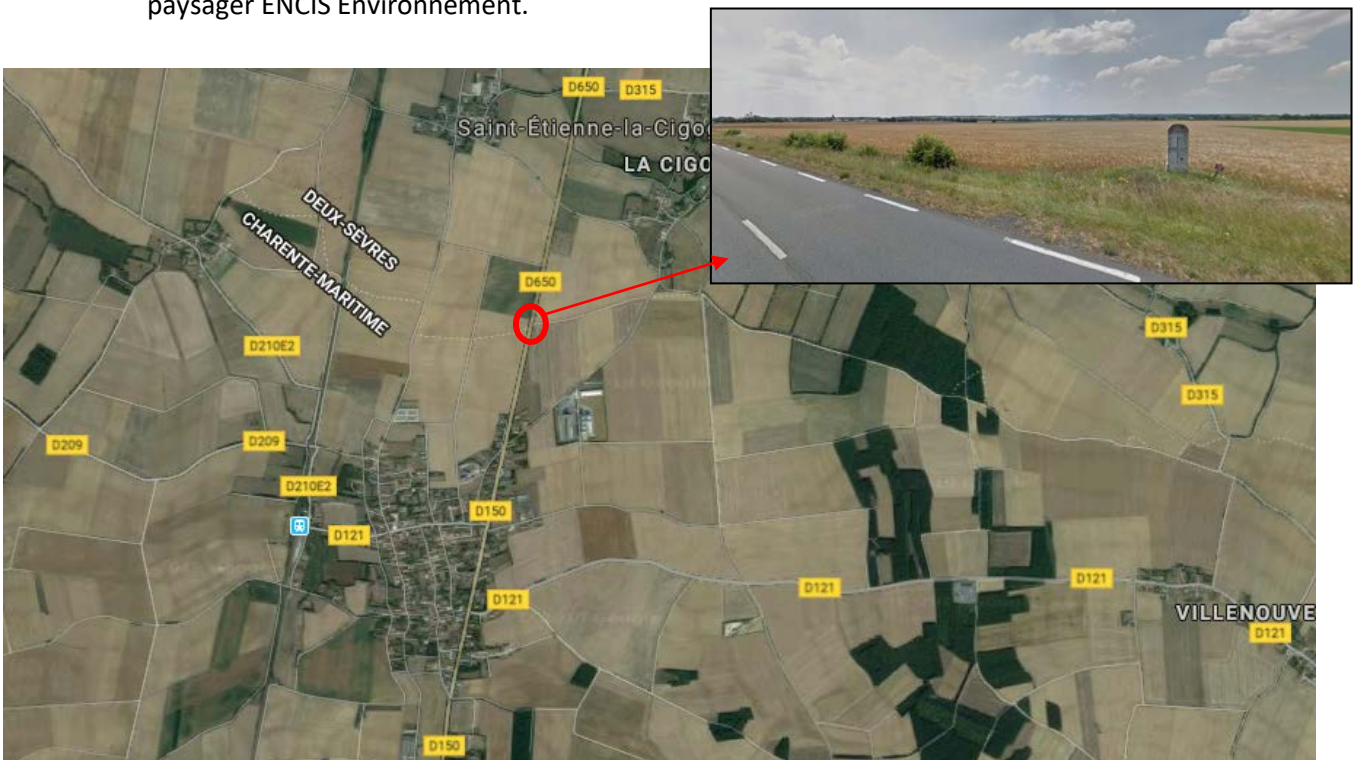 paysager ENCIS Environnement.
D650
D315
Saint-Étienne-la-Cigo
LA CIGO
DEUX-SÈVRES
CHARENTE-MARITIME
D650
D210E2
D315
D315
D209
D209
D210E2
D150
D121
D121
D121
D121
VILLENOUVE
D121
D150